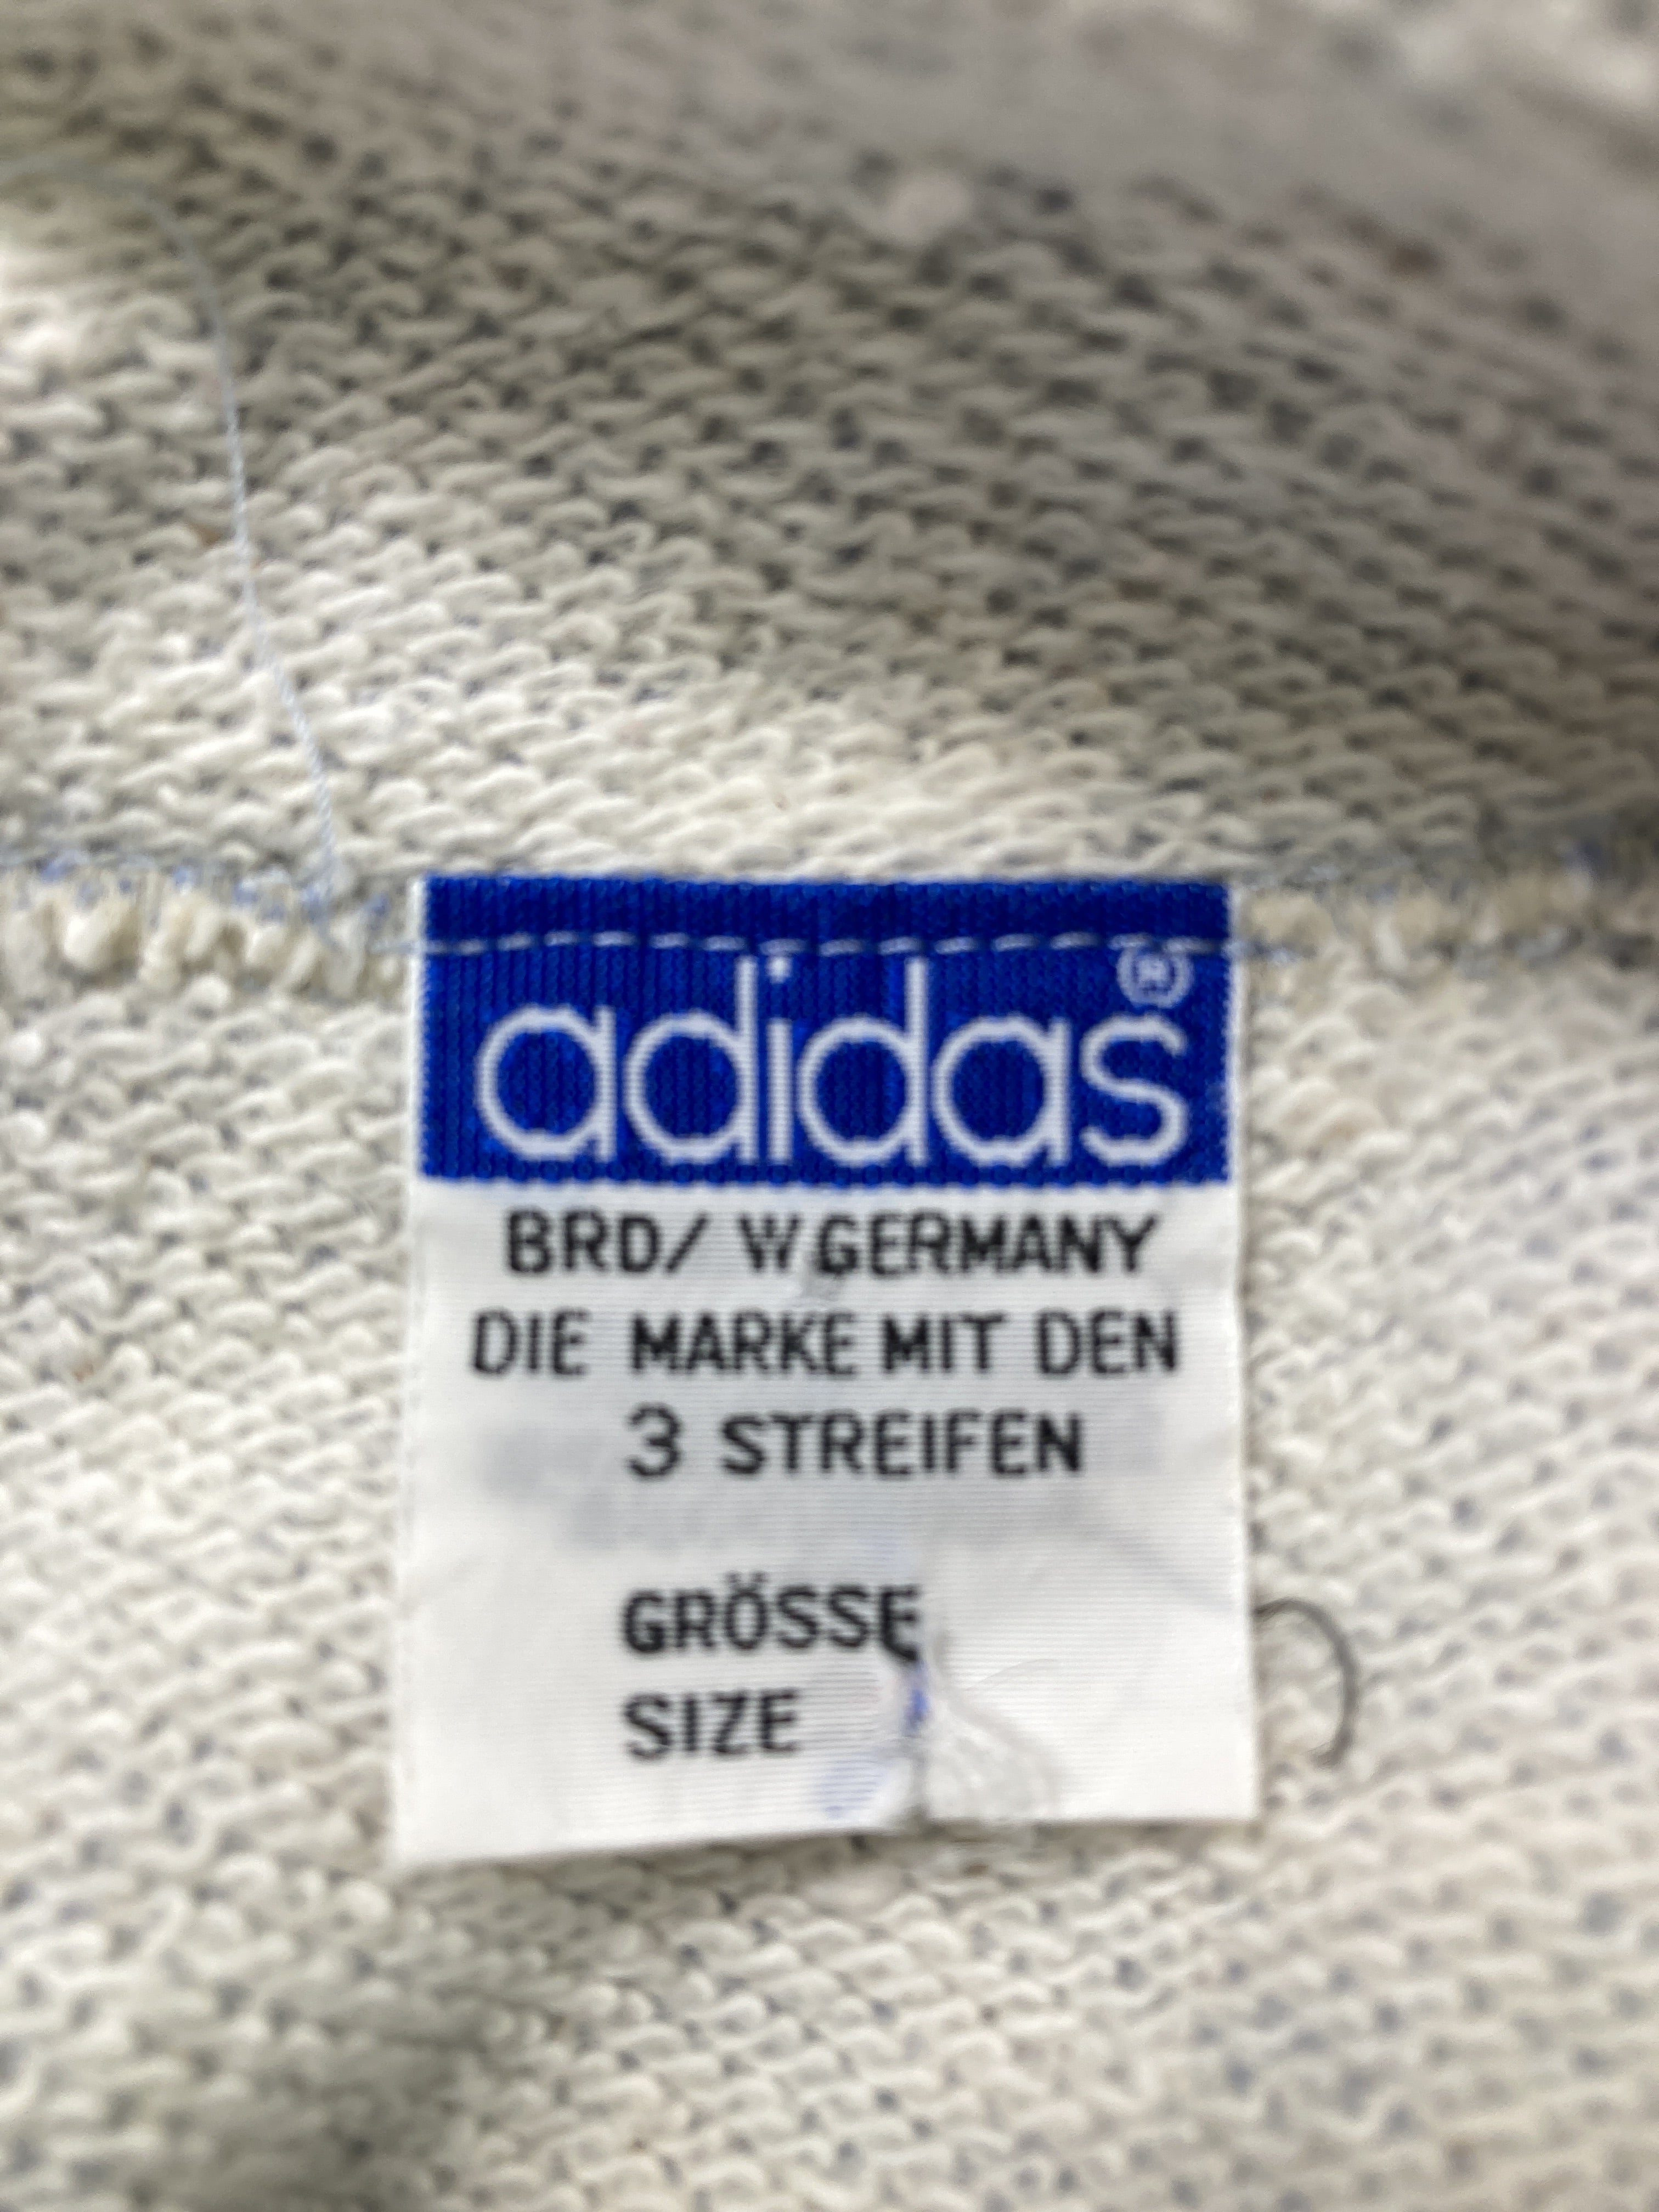 adidas®
BRD/ W GERMANY
DIE MARKE MIT DEN
3 STREIFEN
GRÖSSE
SIZE